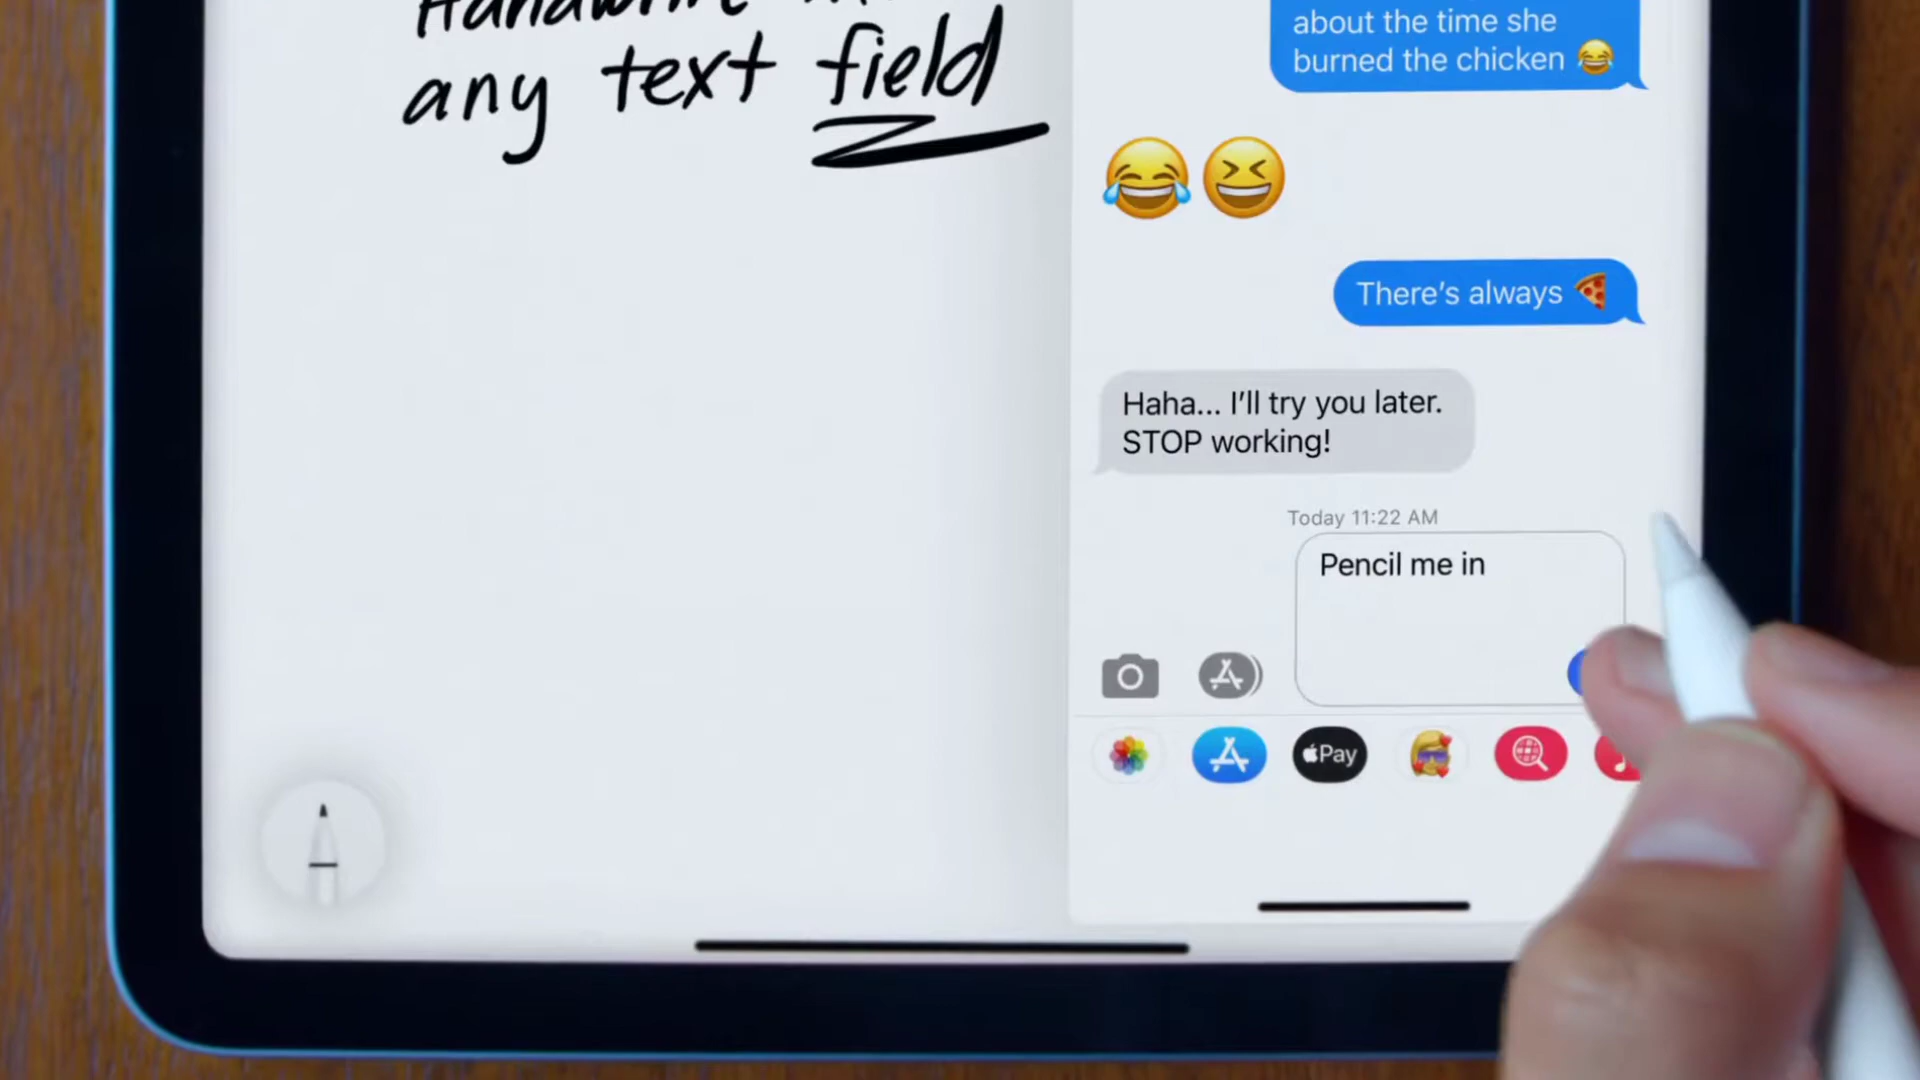 any text field
about the time she
burned the chicken 😂
😂😆
There's always 🍕
Haha... I'll try you later.
STOP working!
Today 11:22 AM
Pencil me in
Pay